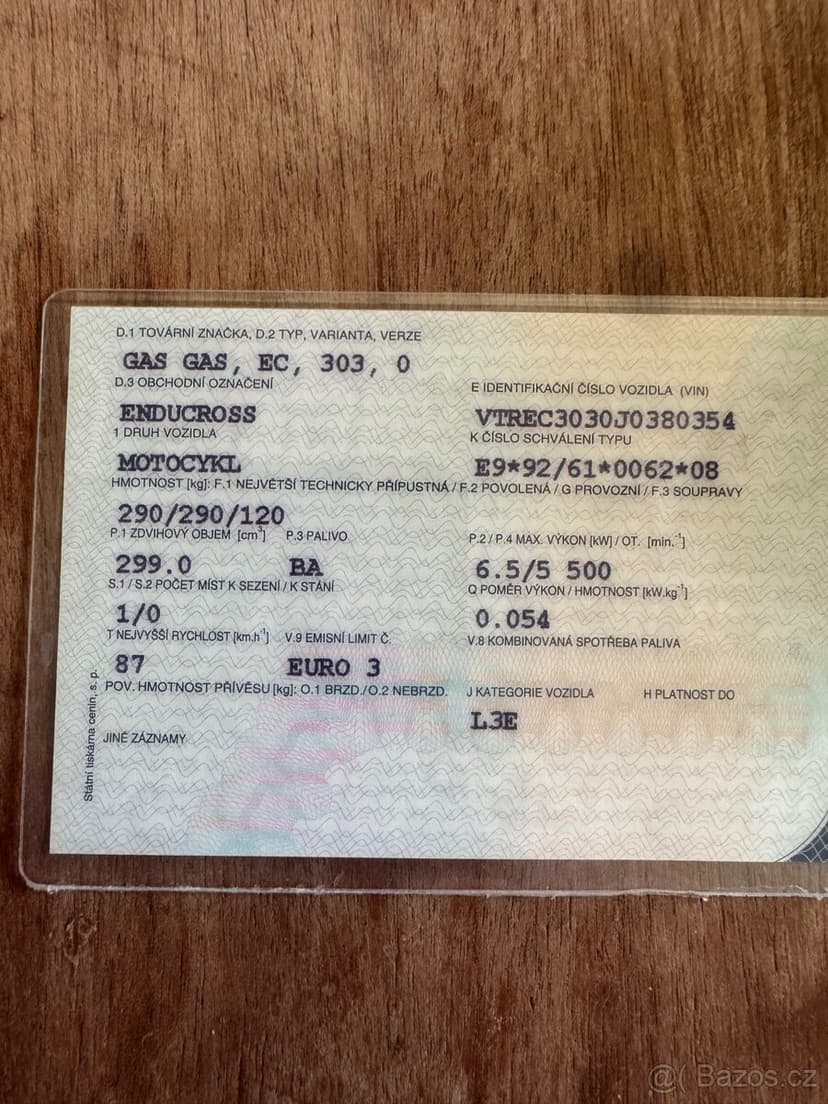 D.1 TOVÁRNÍ ZNAČKA, D.2 TYP, VARIANTA, VERZE
GAS GAS, EC, 303, 0
D.3 OBCHODNÍ OZNAČENÍ
E IDENTIFIKAČNÍ ČÍSLO VOZIDLA (VIN)
ENDUCROSS
VTREC3030J0380354
1 DRUH VOZIDLA
K ČÍSLO SCHVÁLENÍ TYPU
MOTOCYKL
E9*92/61*0062*08
HMOTNOST [kg]: F.1 NEJVĚTŠÍ TECHNICKY PŘÍPUSTNÁ / F.2 POVOLENÁ / G PROVOZNÍ / F.3 SOUPRAVY
290/290/120
P.1 ZDVIHOVÝ OBJEM [cm³] P.3 PALIVO
P.2 / P.4 MAX. VÝKON [kW] / OT. [min.⁻¹]
299.0 BA
6.5/5 500
S.1 / S.2 POČET MÍST K SEZENÍ / K STÁNÍ
Q POMĚR VÝKON / HMOTNOST [kW.kg⁻¹]
1/0
0.054
T NEJVYŠŠÍ RYCHLOST [km.h⁻¹] V.9 EMISNÍ LIMIT Č.
V.8 KOMBINOVANÁ SPOTŘEBA PALIVA
87 EURO 3
POV. HMOTNOST PŘÍVĚSU [kg]: O.1 BRZD./O.2 NEBRZD.
J KATEGORIE VOZIDLA H PLATNOST DO
L3E
JINÉ ZÁZNAMY
Státní tiskárna cenin, s. p.
@( Bazos.cz